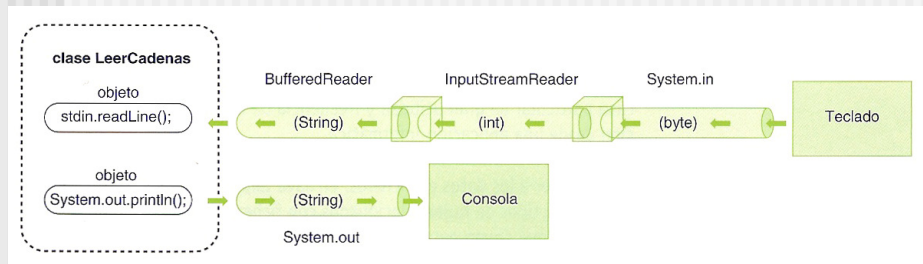 clase LeerCadenas
objeto
stdin.readLine();
BufferedReader
InputStreamReader
System.in
(String)
(int)
(byte)
Teclado
objeto
System.out.println();
(String)
System.out
Consola